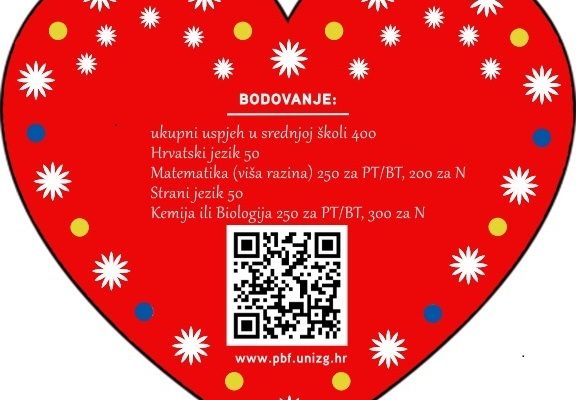 BODOVANJE:
ukupni uspjeh u srednjoj školi 400
Hrvatski jezik 50
Matematika (viša razina) 250 za PT/BT, 200 za N
Strani jezik 50
Kemija ili Biologija 250 za PT/BT, 300 za N
www.pbf.unizg.hr